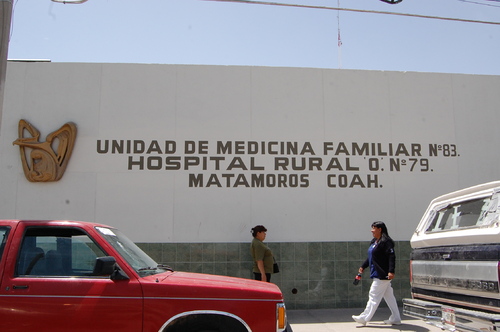 UNIDAD DE MEDICINA FAMILIAR Nº83.
HOSPITAL RURAL "O". Nº79.
MATAMOROS COAH.